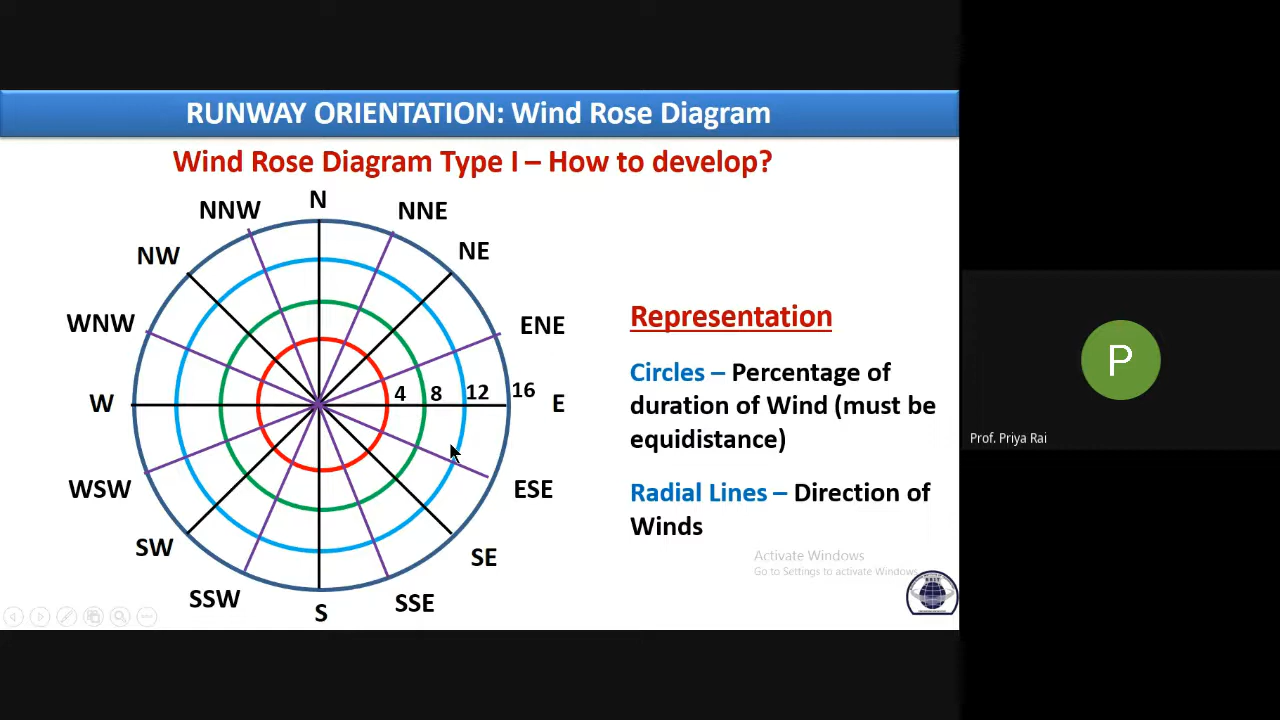 RUNWAY ORIENTATION: Wind Rose Diagram
Wind Rose Diagram Type I – How to develop?
N
NNW
NNE
NW
NE
WNW
ENE
W
4
8
12
16
E
WSW
ESE
SW
SE
SSW
SSE
S
Representation
Circles – Percentage of
duration of Wind (must be
equidistance)
Radial Lines – Direction of
Winds
Activate Windows
Go to Settings to activate Windows.
P
Prof. Priya Rai